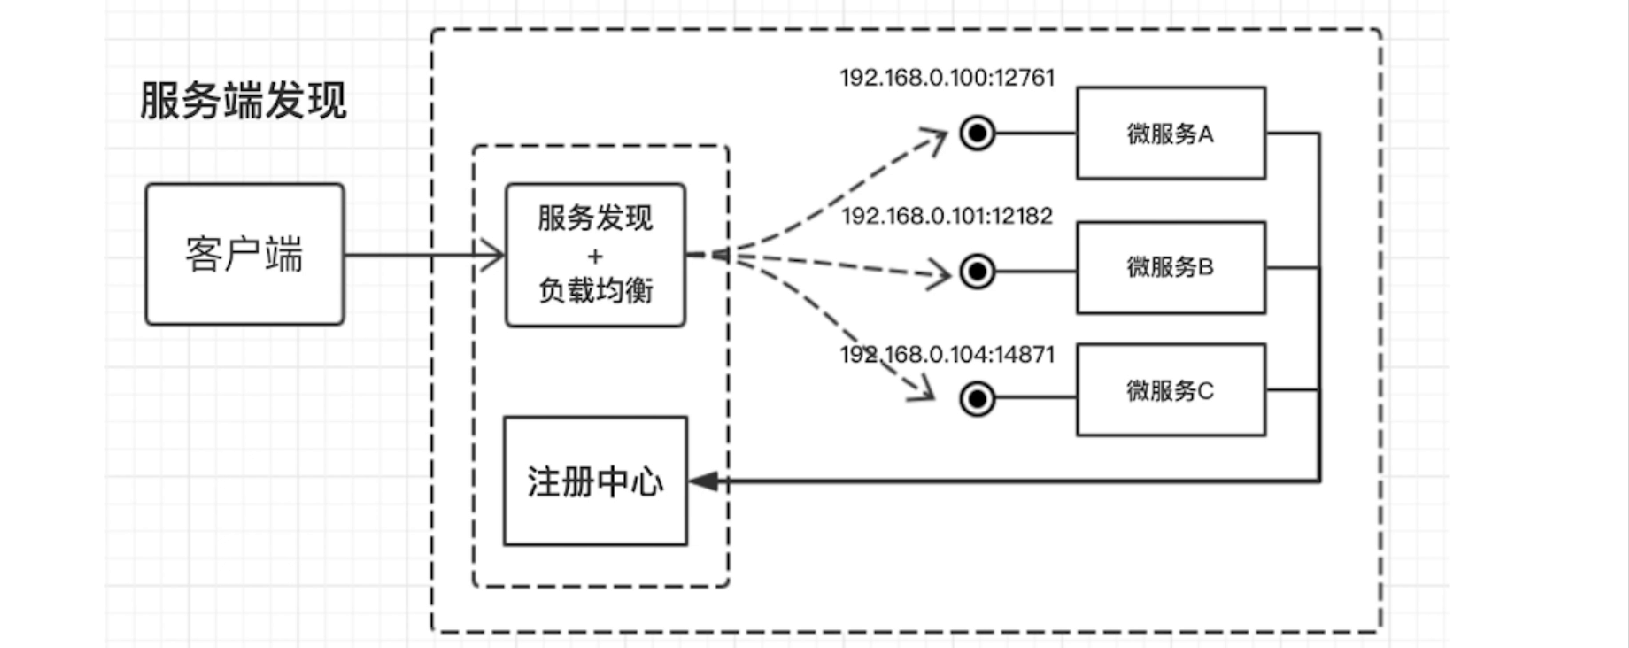 服务端发现
客户端
服务发现
+
负载均衡
注册中心
192.168.0.100:12761
微服务A
192.168.0.101:12182
微服务B
192.168.0.104:14871
微服务C